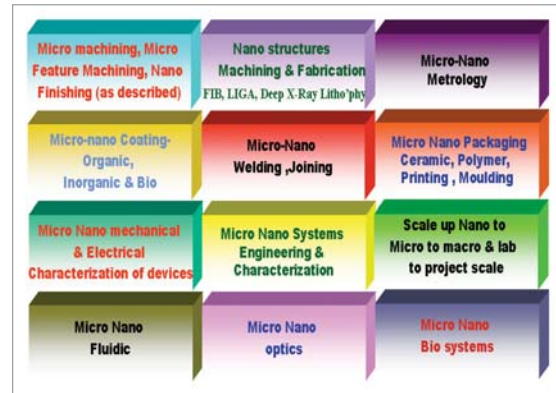 Micro machining, Micro
Feature Machining, Nano
Finishing (as described)
Nano structures
Machining & Fabrication
FIB, LIGA, Deep X-Ray Litho'phy
Micro-Nano
Metrology
Micro-nano Coating-
Organic,
Inorganic & Bio
Micro-Nano
Welding ,Joining
Micro Nano Packaging
Ceramic, Polymer,
Printing , Moulding
Micro Nano mechanical
& Electrical
Characterization of devices
Micro Nano Systems
Engineering &
Characterization
Scale up Nano to
Micro to macro & lab
to project scale
Micro Nano
Fluidic
Micro Nano
optics
Micro Nano
Bio systems